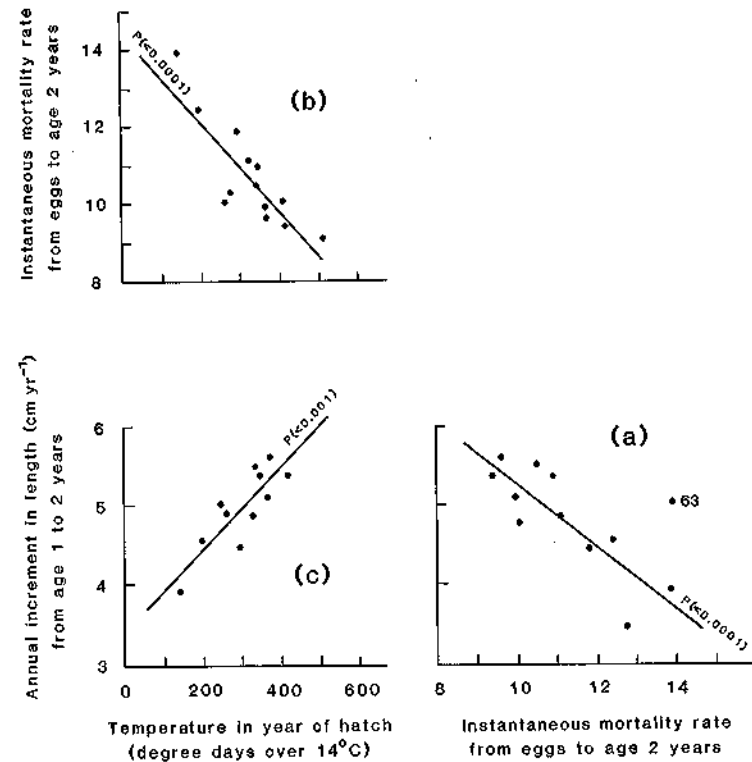 Instantaneous mortality rate
from eggs to age 2 years
14
12
10
8
P(<0.0001)
(b)
Annual increment in length (cm yr⁻¹)
from age 1 to 2 years
6
5
4
3
P(<0.001)
(c)
0 200 400 600
Temperature in year of hatch
(degree days over 14°C)
(a)
63
P(<0.0001)
8 10 12 14
Instantaneous mortality rate
from eggs to age 2 years